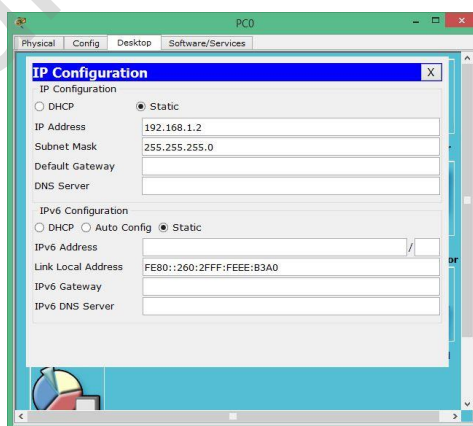 PC0
Physical Config Desktop Software/Services
IP Configuration X
IP Configuration
DHCP Static
IP Address 192.168.1.2
Subnet Mask 255.255.255.0
Default Gateway
DNS Server
IPv6 Configuration
DHCP Auto Config Static
IPv6 Address /
Link Local Address FE80::260:2FFF:FEEE:B3A0
IPv6 Gateway
IPv6 DNS Server
or